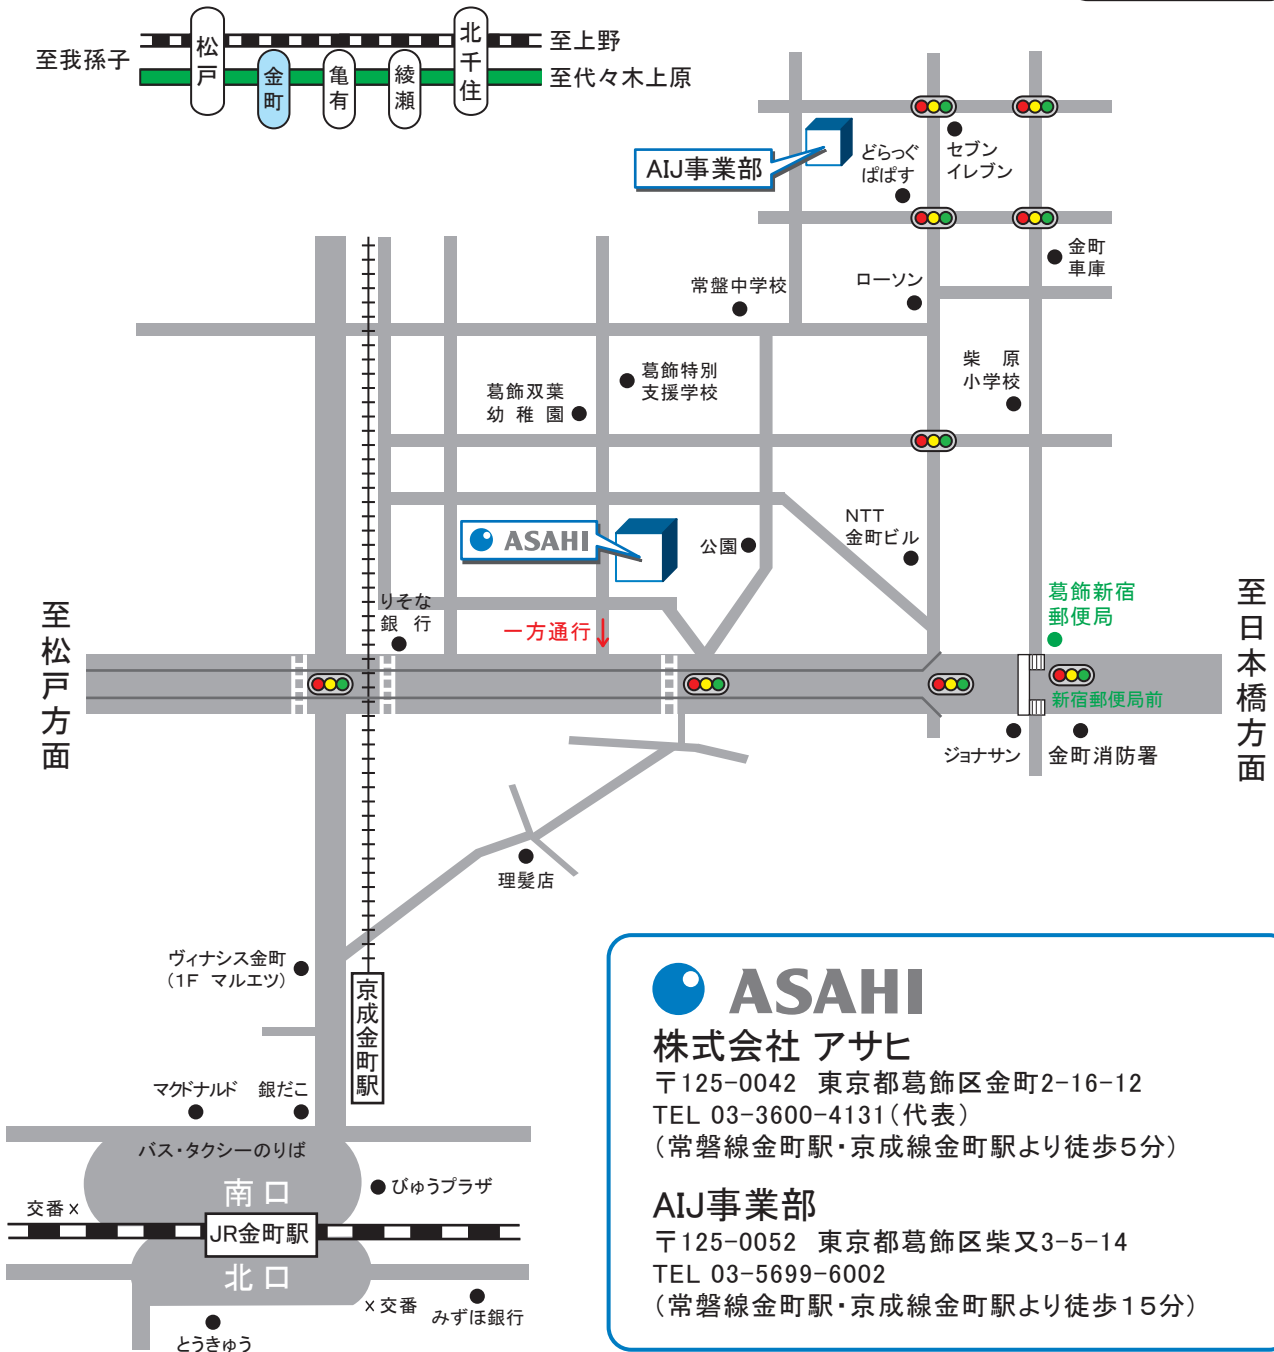 至我孫子
松戸
金町
亀有
綾瀬
北千住
至上野
至代々木上原
AIJ事業部
どらっぐ
ぱぱす
セブン
イレブン
金町
車庫
常盤中学校
ローソン
柴 原
小学校
葛飾特別
支援学校
葛飾双葉
幼 稚 園
ASAHI
公園
NTT
金町ビル
りそな
銀 行
一方通行
葛飾新宿
郵便局
至松戸方面
至日本橋方面
新宿郵便局前
ジョナサン
金町消防署
理髪店
ヴィナシス金町
(1F マルエツ)
京成金町駅
マクドナルド
銀だこ
バス・タクシーのりば
南口
びゅうプラザ
交番×
JR金町駅
北口
×交番
みずほ銀行
とうきゅう
ASAHI
株式会社 アサヒ
〒125-0042 東京都葛飾区金町2-16-12
TEL 03-3600-4131(代表)
(常磐線金町駅・京成線金町駅より徒歩5分)
AIJ事業部
〒125-0052 東京都葛飾区柴又3-5-14
TEL 03-5699-6002
(常磐線金町駅・京成線金町駅より徒歩15分)